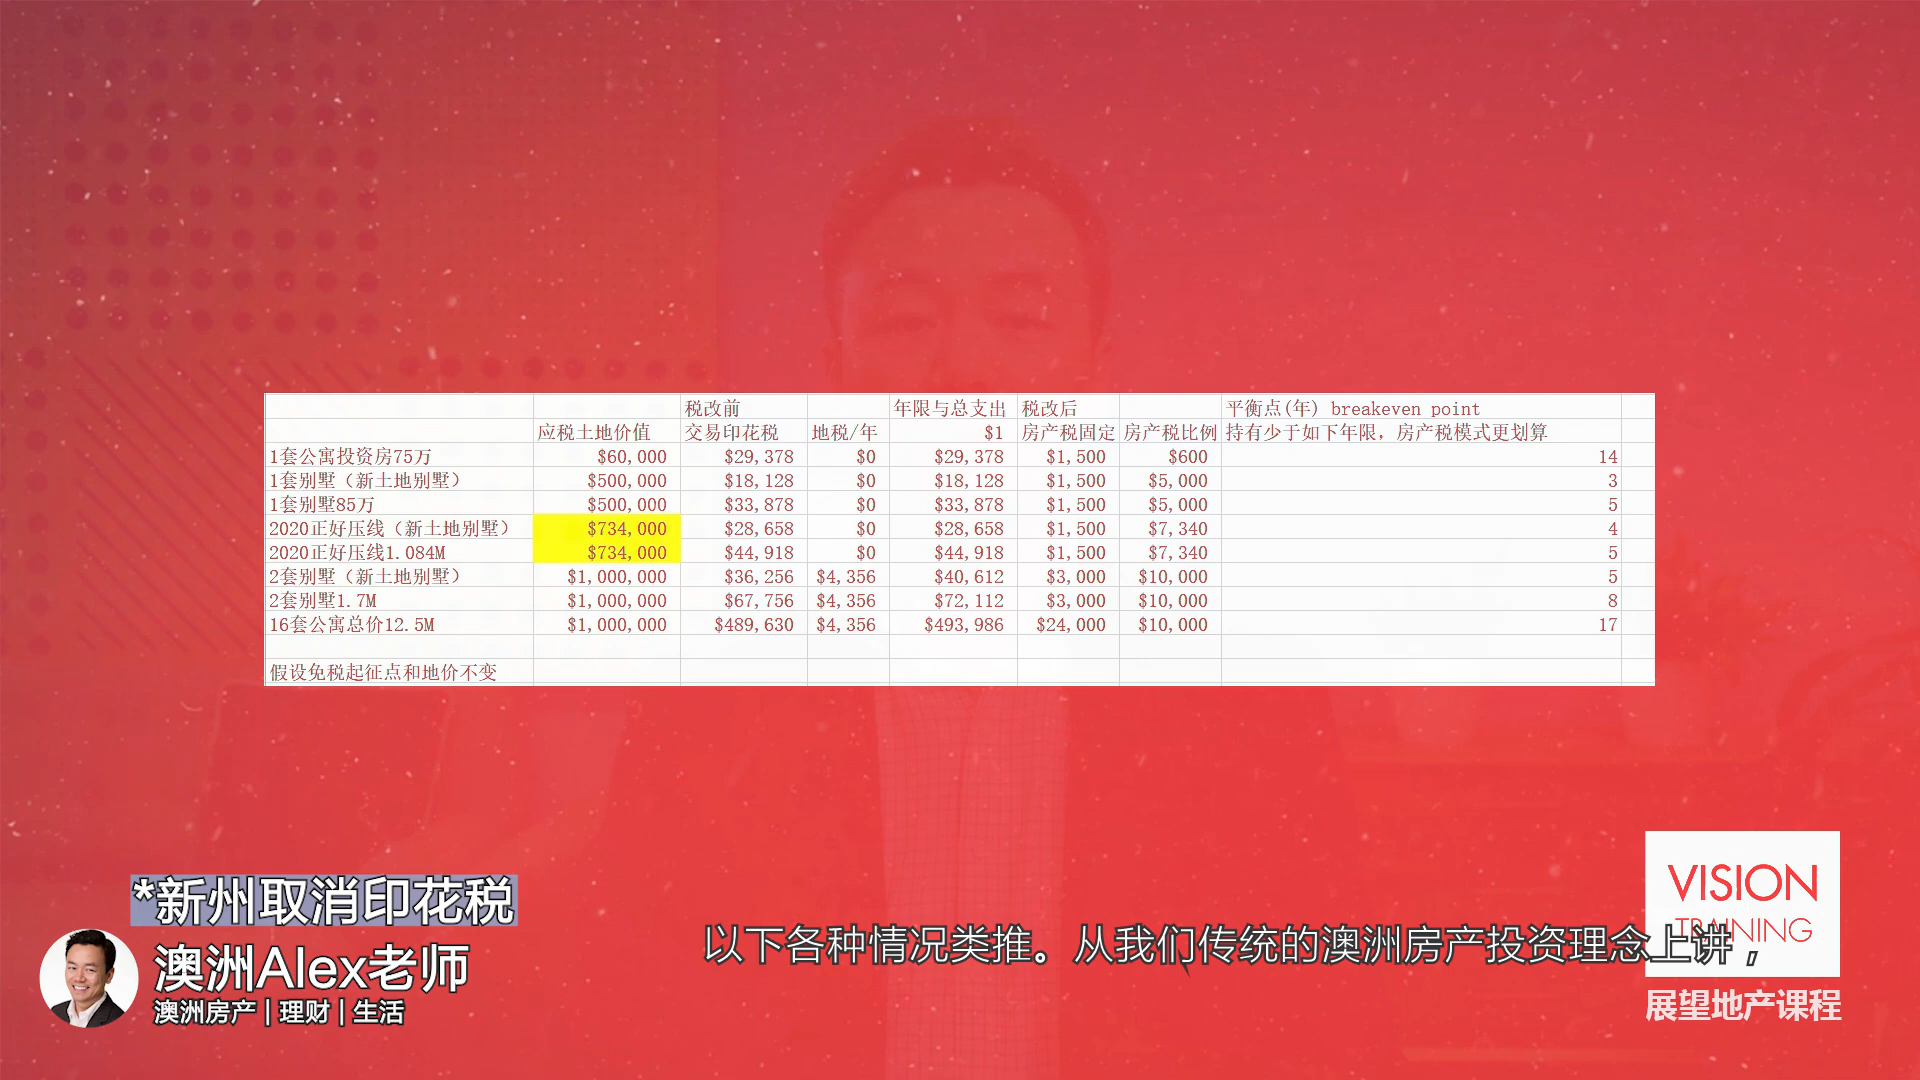 税改前 年限与总支出 税改后 平衡点(年) breakeven point
应税土地价值 交易印花税 地税/年 $1 房产税固定 房产税比例 持有少于如下年限，房产税模式更划算
1套公寓投资房75万 $60,000 $29,378 $0 $29,378 $1,500 $600 14
1套别墅（新土地别墅） $500,000 $18,128 $0 $18,128 $1,500 $5,000 3
1套别墅85万 $500,000 $33,878 $0 $33,878 $1,500 $5,000 5
2020正好压线（新土地别墅） $734,000 $28,658 $0 $28,658 $1,500 $7,340 4
2020正好压线1.084M $734,000 $44,918 $0 $44,918 $1,500 $7,340 5
2套别墅（新土地别墅） $1,000,000 $36,256 $4,356 $40,612 $3,000 $10,000 5
2套别墅1.7M $1,000,000 $67,756 $4,356 $72,112 $3,000 $10,000 8
16套公寓总价12.5M $1,000,000 $489,630 $4,356 $493,986 $24,000 $10,000 17
假设免税起征点和地价不变
*新州取消印花税
澳洲Alex老师
澳洲房产 | 理财 | 生活
以下各种情况类推。从我们传统的澳洲房产投资理念上讲，
VISION
TRAINING
展望地产课程